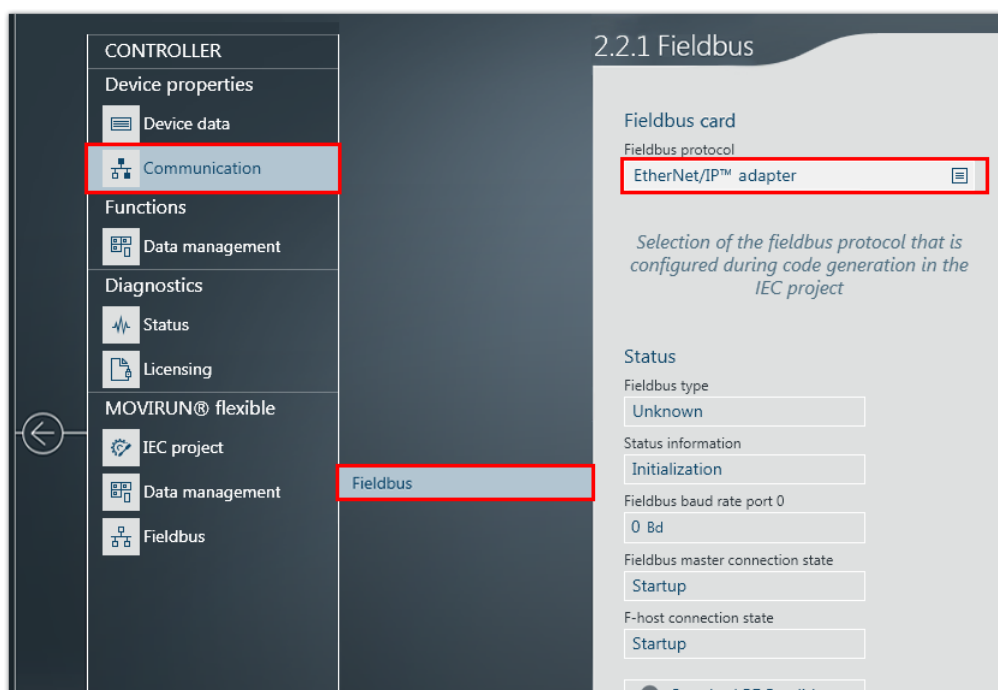 CONTROLLER
Device properties
Device data
Communication
Functions
Data management
Diagnostics
Status
Licensing
MOVIRUN® flexible
IEC project
Data management
Fieldbus
Fieldbus
2.2.1 Fieldbus
Fieldbus card
Fieldbus protocol
EtherNet/IP™ adapter
Selection of the fieldbus protocol that is
configured during code generation in the
IEC project
Status
Fieldbus type
Unknown
Status information
Initialization
Fieldbus baud rate port 0
0 Bd
Fieldbus master connection state
Startup
F-host connection state
Startup